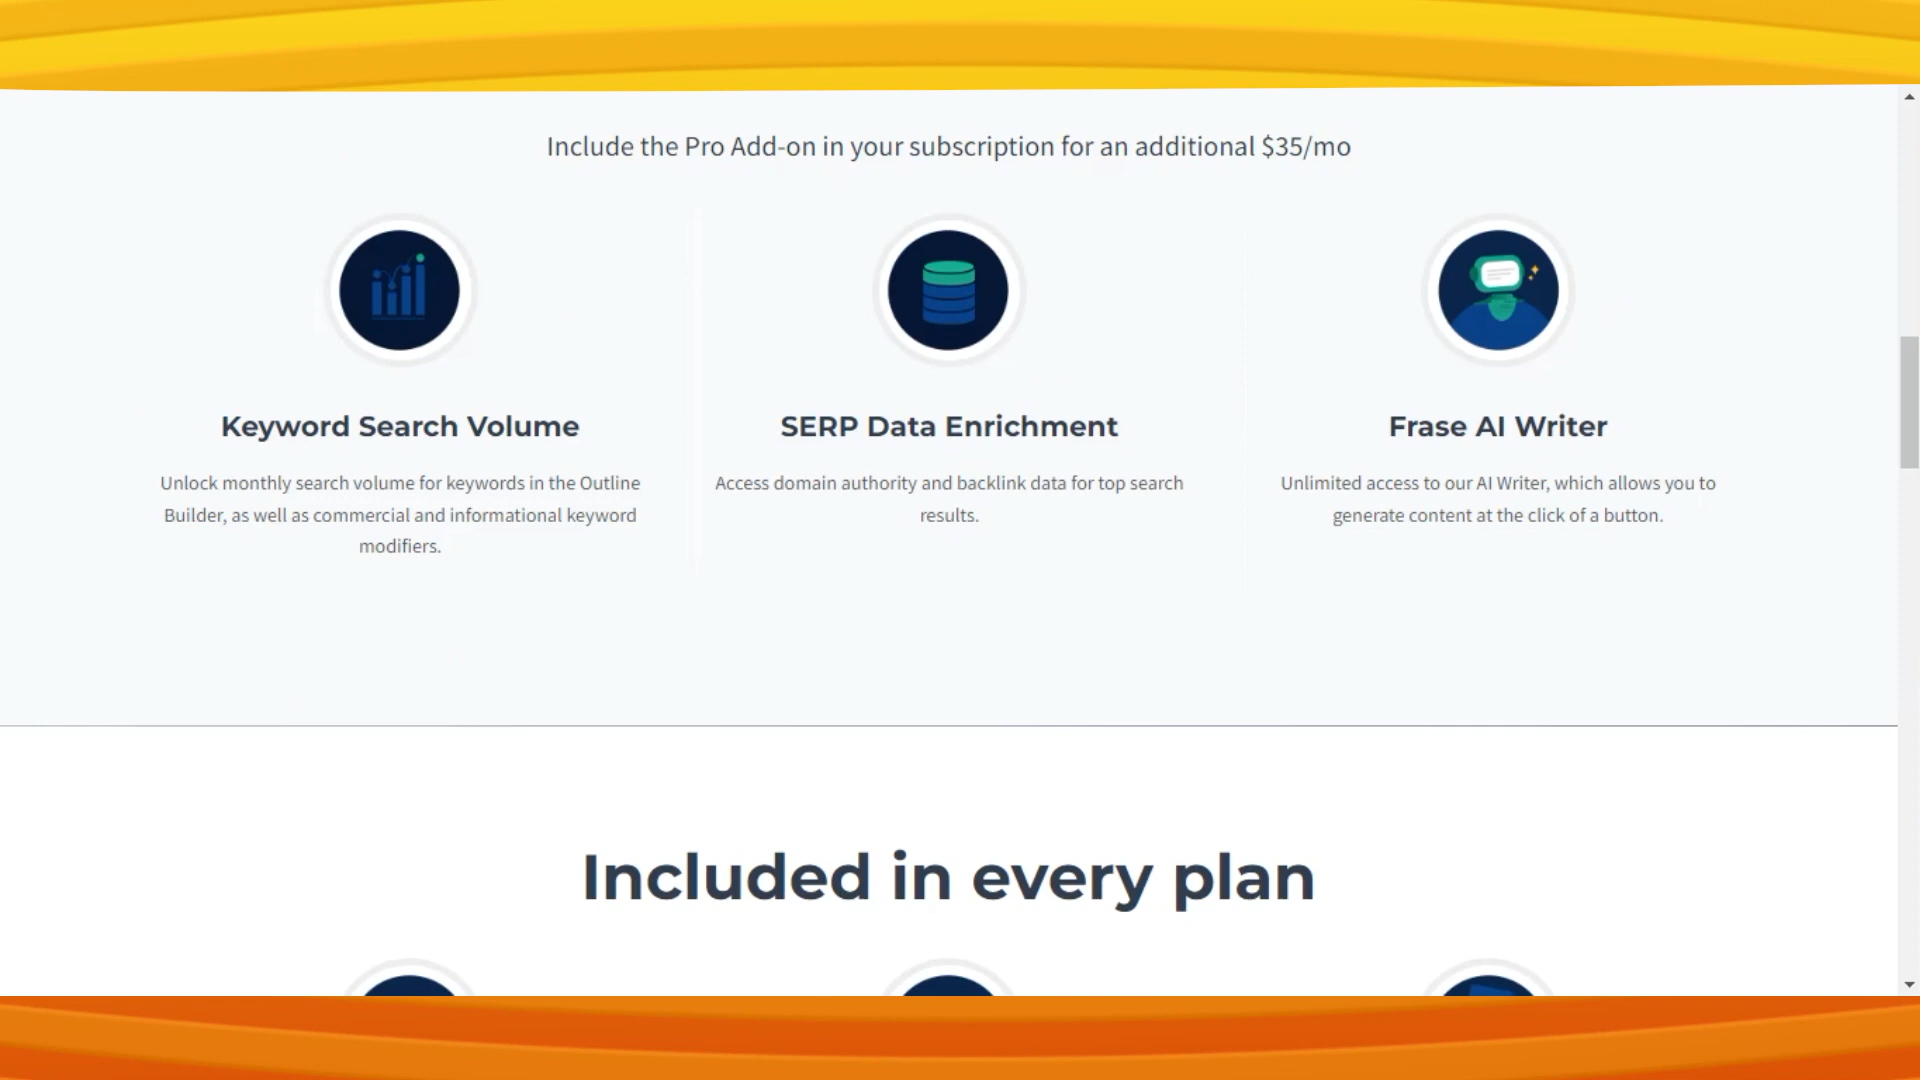 Include the Pro Add-on in your subscription for an additional $35/mo
Keyword Search Volume
Unlock monthly search volume for keywords in the Outline
Builder, as well as commercial and informational keyword
modifiers.
SERP Data Enrichment
Access domain authority and backlink data for top search
results.
Frase AI Writer
Unlimited access to our AI Writer, which allows you to
generate content at the click of a button.
Included in every plan